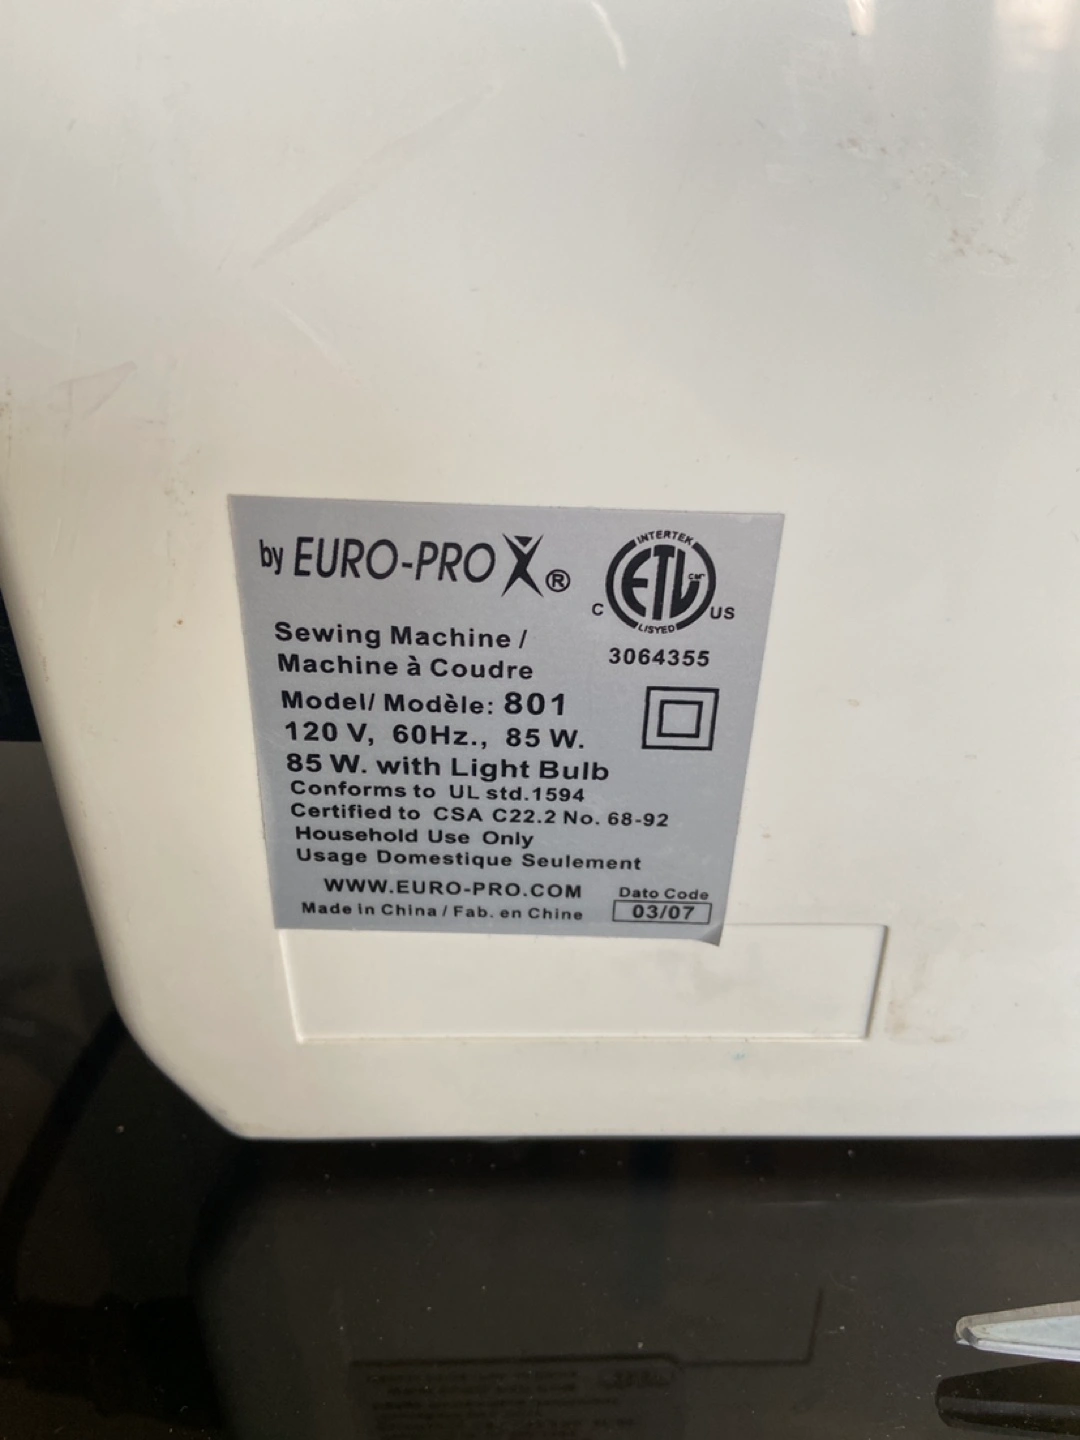 by EURO-PRO X®
INTERTEK
ETL
CM
C US
LISYED
3064355
Sewing Machine /
Machine à Coudre
Model/ Modèle: 801
120 V, 60Hz., 85 W.
85 W. with Light Bulb
Conforms to UL std.1594
Certified to CSA C22.2 No. 68-92
Household Use Only
Usage Domestique Seulement
WWW.EURO-PRO.COM
Made in China / Fab. en Chine
Dato Code
03/07